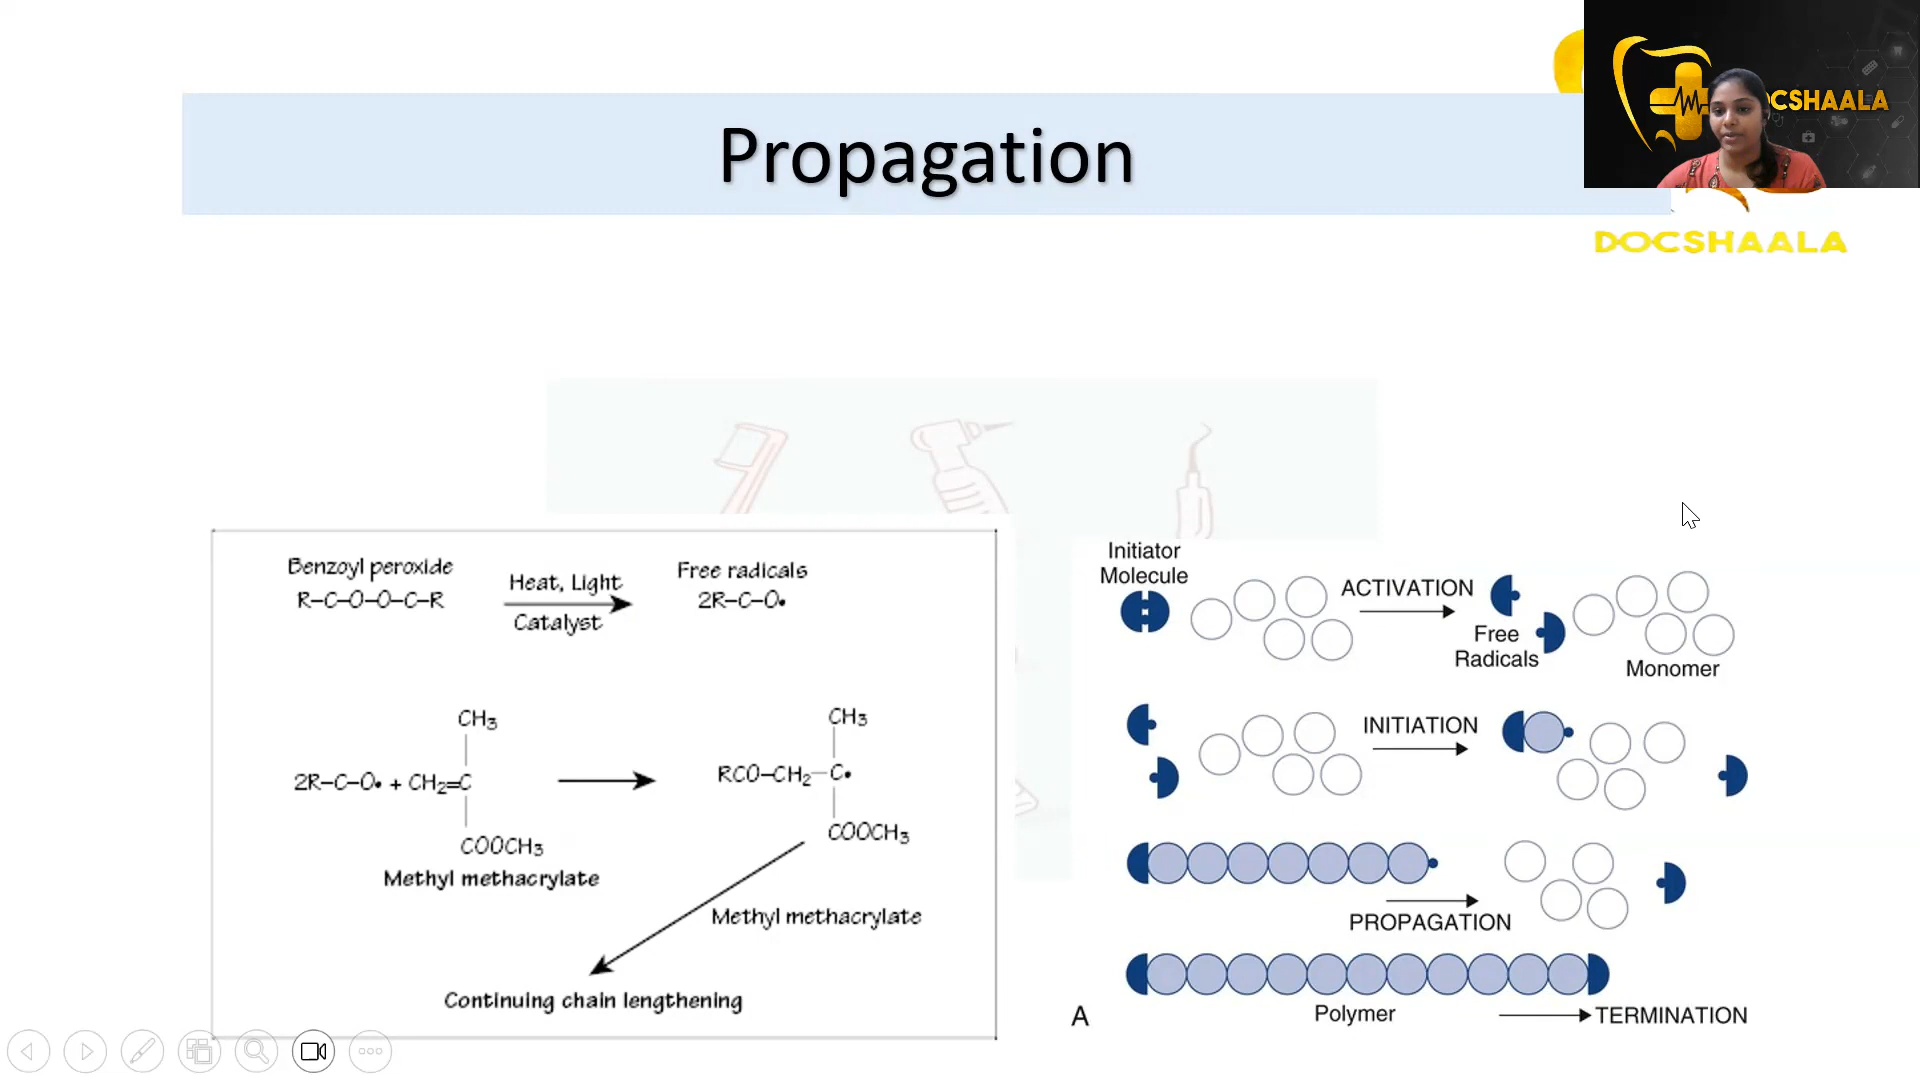 Propagation
CSHAALA
DOCSHAALA
Benzoyl peroxide
R–C–O–O–C–R
Heat, Light
Catalyst
Free radicals
2R–C–O•
CH3
2R–C–O• + CH2=C
COOCH3
Methyl methacrylate
CH3
RCO–CH2–C•
COOCH3
Methyl methacrylate
Continuing chain lengthening
Initiator
Molecule
ACTIVATION
Free
Radicals
Monomer
INITIATION
PROPAGATION
Polymer
TERMINATION
A